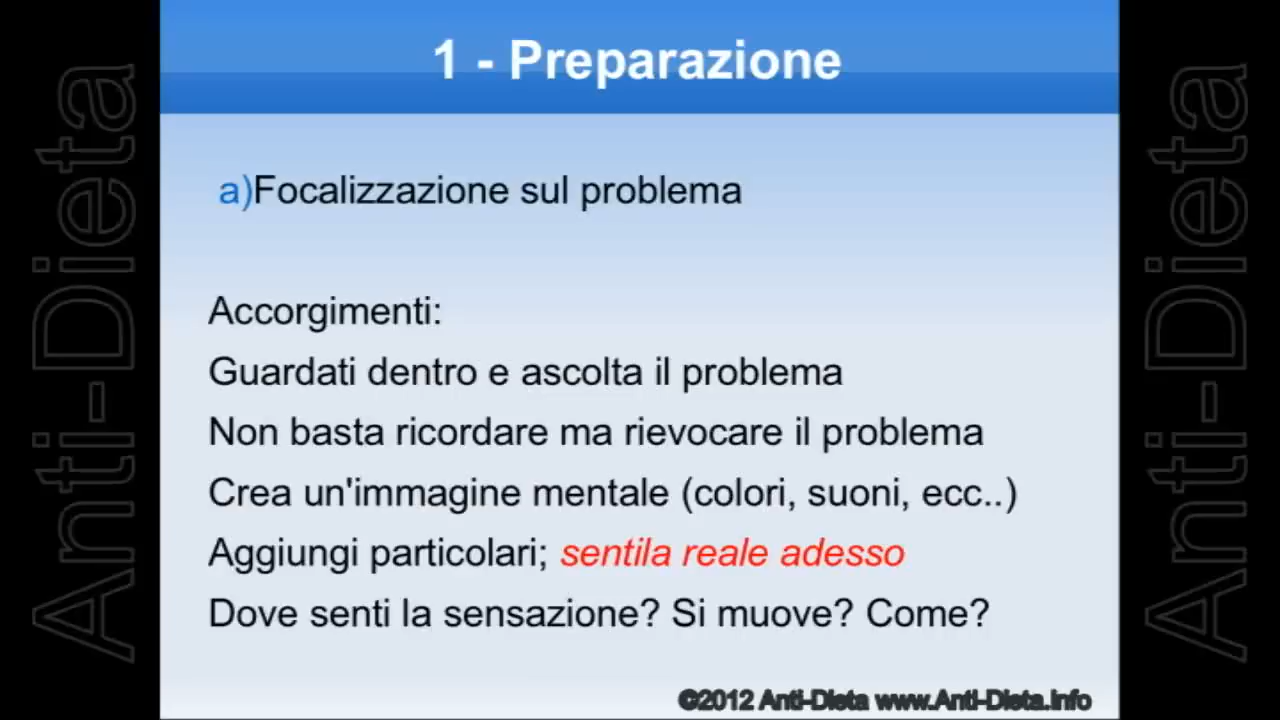 1 - Preparazione
a)Focalizzazione sul problema
Accorgimenti:
Guardati dentro e ascolta il problema
Non basta ricordare ma rievocare il problema
Crea un'immagine mentale (colori, suoni, ecc..)
Aggiungi particolari; sentila reale adesso
Dove senti la sensazione? Si muove? Come?
©2012 Anti-Dieta www.Anti-Dieta.info
Anti-Dieta
Anti-Dieta